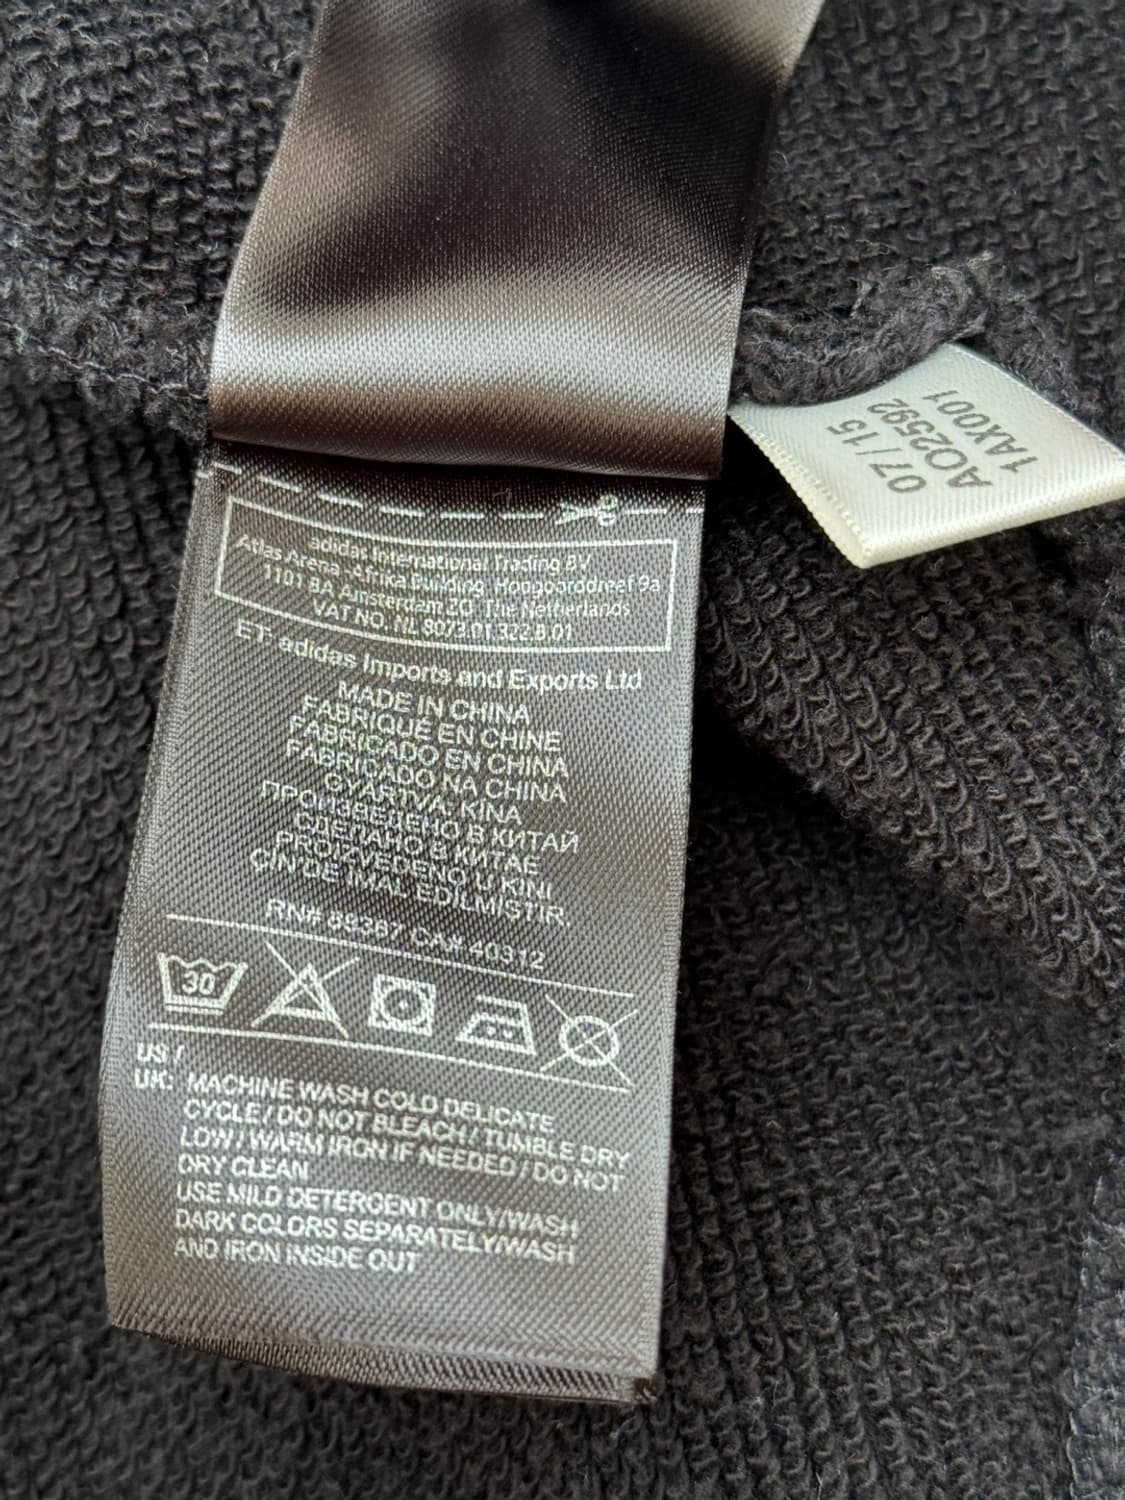 adidas International Trading BV
Atlas Arena, Afrika Building, Hoogoorddreef 9a
1101 BA Amsterdam ZO The Netherlands
VAT NO. NL 8073.01.322.B.01
ET: adidas Imports and Exports Ltd
MADE IN CHINA
FABRIQUÉ EN CHINE
FABRICADO EN CHINA
FABRICADO NA CHINA
GYÁRTVA: KÍNA
ПРОИЗВЕДЕНО В КИТАЙ
СДЕЛАНО В КИТАЕ
PROIZVEDENO U KINI
ÇİN'DE İMAL EDİLMİŞTİR
RN# 88387 CA# 40312
30
US /
UK: MACHINE WASH COLD DELICATE
CYCLE / DO NOT BLEACH / TUMBLE DRY
LOW / WARM IRON IF NEEDED / DO NOT
DRY CLEAN
USE MILD DETERGENT ONLY/WASH
DARK COLORS SEPARATELY/WASH
AND IRON INSIDE OUT
07/15
AO2592
1AX001